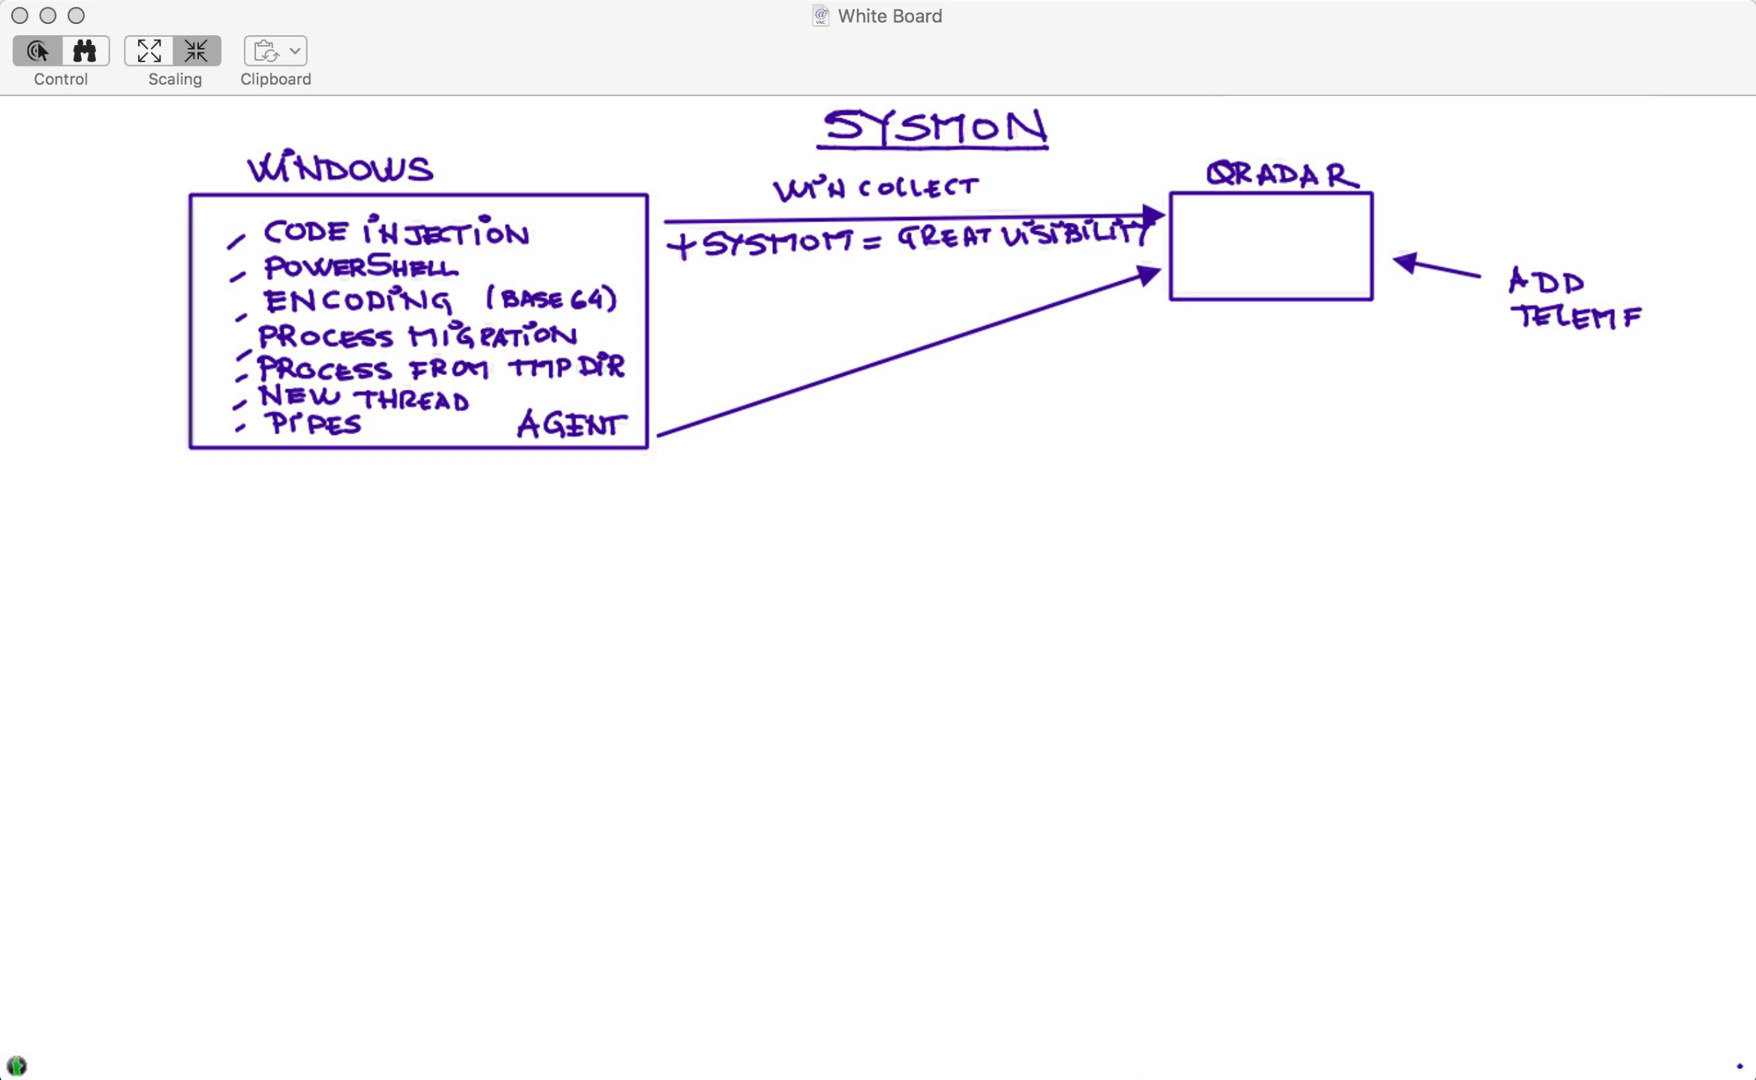 White Board
Control
Scaling
Clipboard
SYSMON
WINDOWS
WIN COLLECT
QRADAR
CODE INJECTION
+ SYSMOM = GREAT VISIBILITY
POWERSHELL
ENCODING (BASE 64)
PROCESS MIGRATION
PROCESS FROM TMP DIR
NEW THREAD
PIPES
AGENT
ADD
TELEMF